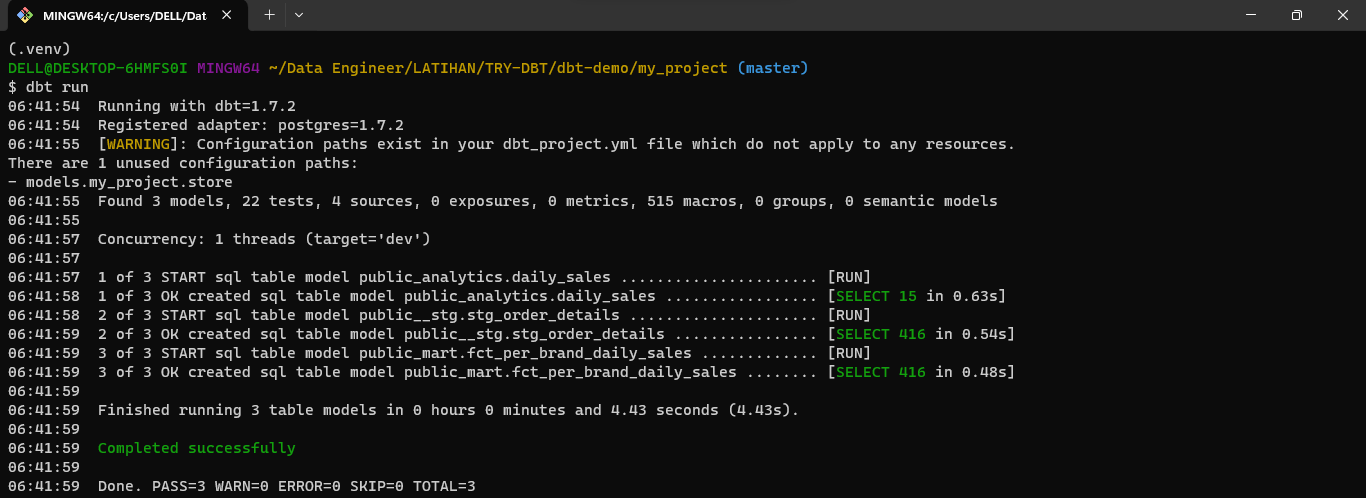 MINGW64:/c/Users/DELL/Dat
(.venv)
DELL@DESKTOP-6HMFS0I MINGW64 ~/Data Engineer/LATIHAN/TRY-DBT/dbt-demo/my_project (master)
$ dbt run
06:41:54  Running with dbt=1.7.2
06:41:54  Registered adapter: postgres=1.7.2
06:41:55  [WARNING]: Configuration paths exist in your dbt_project.yml file which do not apply to any resources.
There are 1 unused configuration paths:
- models.my_project.store
06:41:55  Found 3 models, 22 tests, 4 sources, 0 exposures, 0 metrics, 515 macros, 0 groups, 0 semantic models
06:41:55
06:41:57  Concurrency: 1 threads (target='dev')
06:41:57
06:41:57  1 of 3 START sql table model public_analytics.daily_sales ...................... [RUN]
06:41:58  1 of 3 OK created sql table model public_analytics.daily_sales ................. [SELECT 15 in 0.63s]
06:41:58  2 of 3 START sql table model public__stg.stg_order_details ..................... [RUN]
06:41:59  2 of 3 OK created sql table model public__stg.stg_order_details ................ [SELECT 416 in 0.54s]
06:41:59  3 of 3 START sql table model public_mart.fct_per_brand_daily_sales ............. [RUN]
06:41:59  3 of 3 OK created sql table model public_mart.fct_per_brand_daily_sales ........ [SELECT 416 in 0.48s]
06:41:59
06:41:59  Finished running 3 table models in 0 hours 0 minutes and 4.43 seconds (4.43s).
06:41:59
06:41:59  Completed successfully
06:41:59
06:41:59  Done. PASS=3 WARN=0 ERROR=0 SKIP=0 TOTAL=3